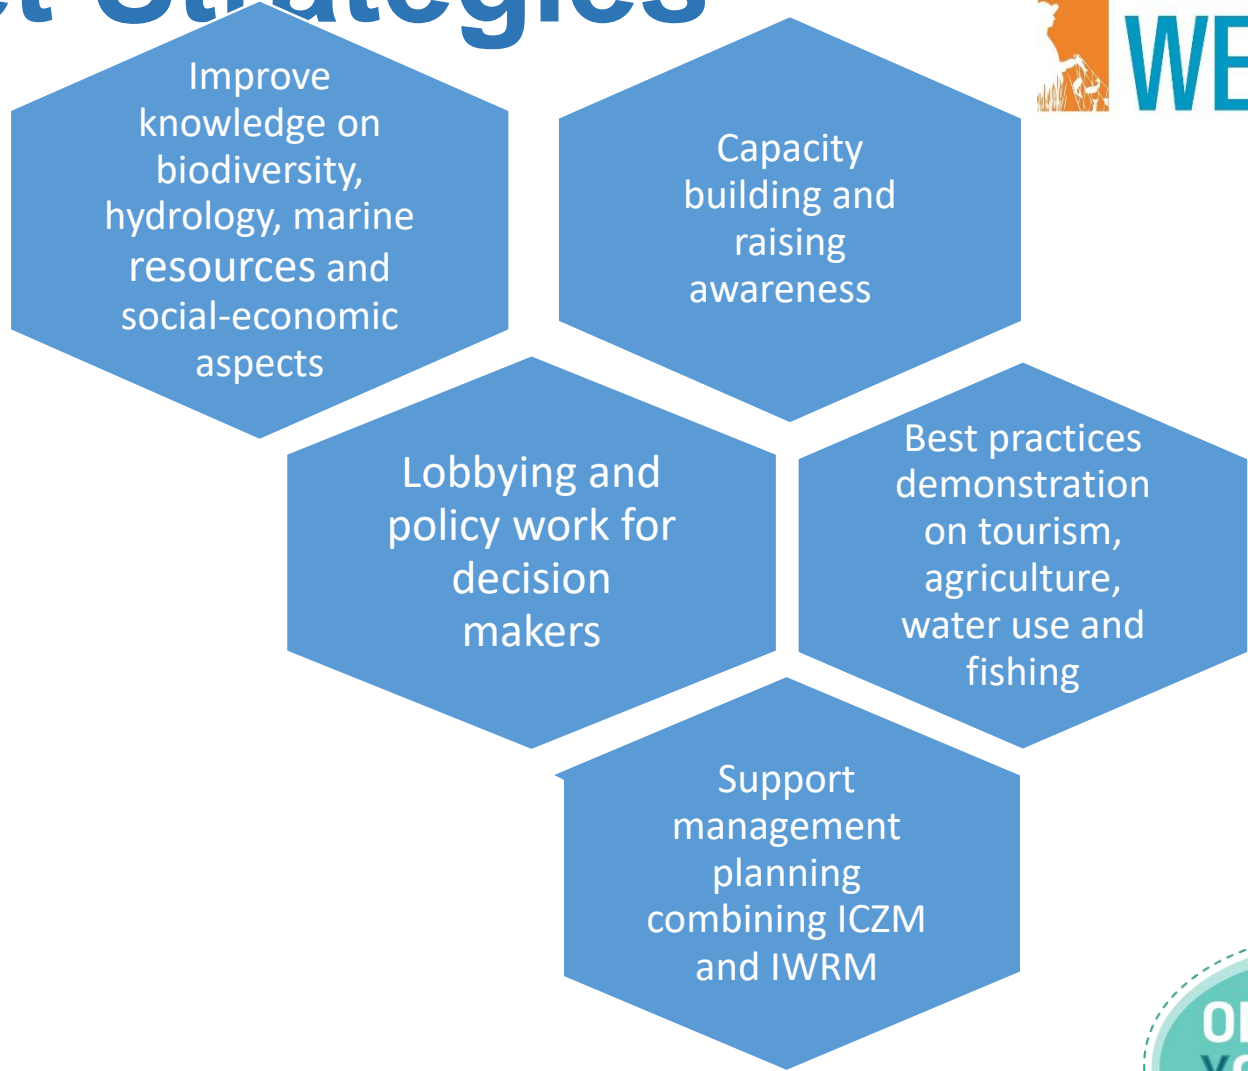 Strategies
WE
Improve
knowledge on
biodiversity,
hydrology, marine
resources and
social-economic
aspects
Capacity
building and
raising
awareness
Lobbying and
policy work for
decision
makers
Best practices
demonstration
on tourism,
agriculture,
water use and
fishing
Support
management
planning
combining ICZM
and IWRM